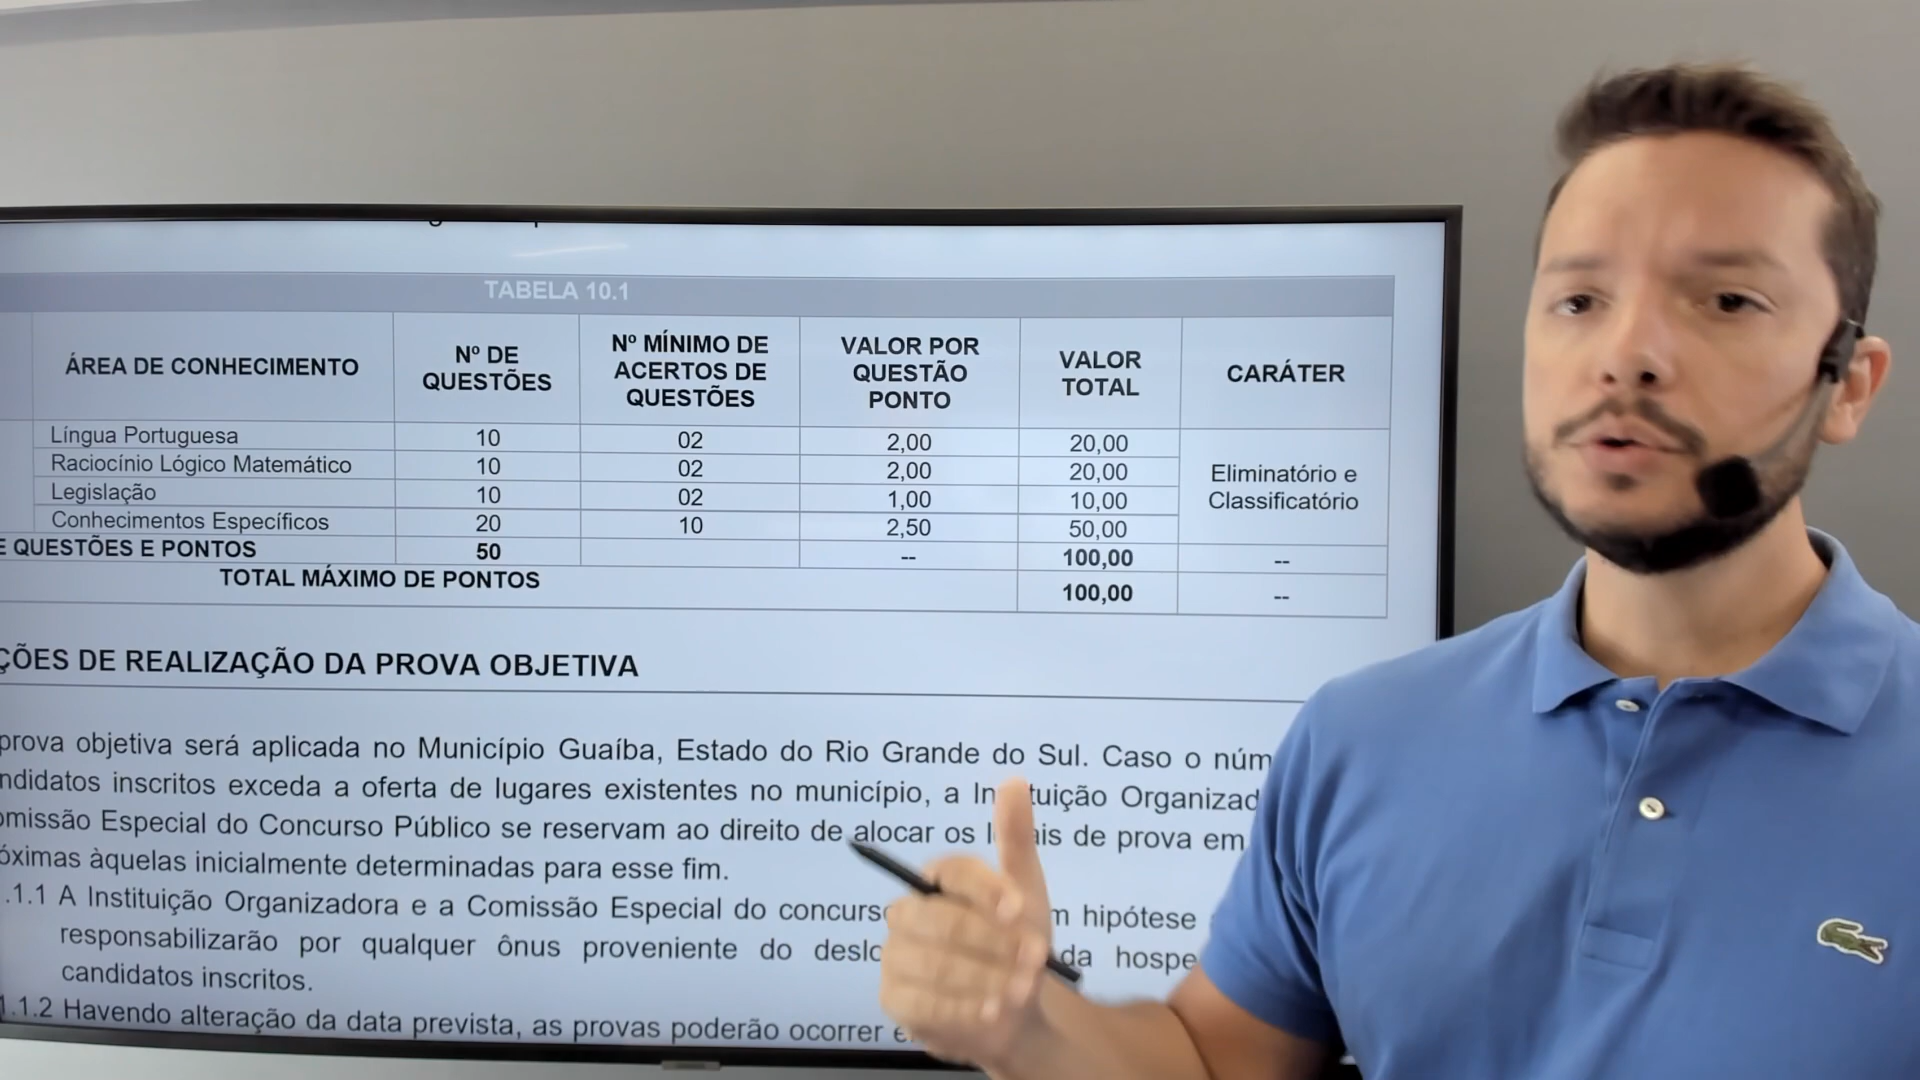 TABELA 10.1
ÁREA DE CONHECIMENTO
Nº DE
QUESTÕES
Nº MÍNIMO DE
ACERTOS DE
QUESTÕES
VALOR POR
QUESTÃO
PONTO
VALOR
TOTAL
CARÁTER
Língua Portuguesa 10 02 2,00 20,00
Raciocínio Lógico Matemático 10 02 2,00 20,00
Legislação 10 02 1,00 10,00
Conhecimentos Específicos 20 10 2,50 50,00
Eliminatório e
Classificatório
E QUESTÕES E PONTOS 50 -- 100,00 --
TOTAL MÁXIMO DE PONTOS 100,00 --
ÇÕES DE REALIZAÇÃO DA PROVA OBJETIVA
prova objetiva será aplicada no Município Guaíba, Estado do Rio Grande do Sul. Caso o núm
ndidatos inscritos exceda a oferta de lugares existentes no município, a In tuição Organizad
omissão Especial do Concurso Público se reservam ao direito de alocar os l ais de prova em
óximas àquelas inicialmente determinadas para esse fim.
.1.1 A Instituição Organizadora e a Comissão Especial do concurso m hipótese
responsabilizarão por qualquer ônus proveniente do deslo da hospe
candidatos inscritos.
1.1.2 Havendo alteração da data prevista, as provas poderão ocorrer e